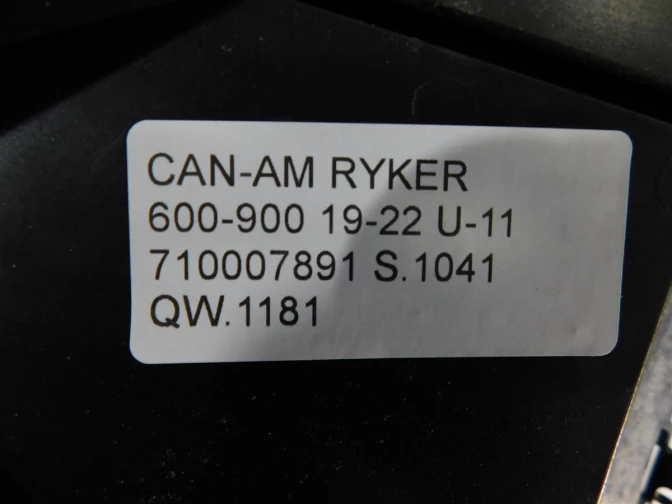 CAN-AM RYKER
600-900 19-22 U-11
710007891 S.1041
QW.1181